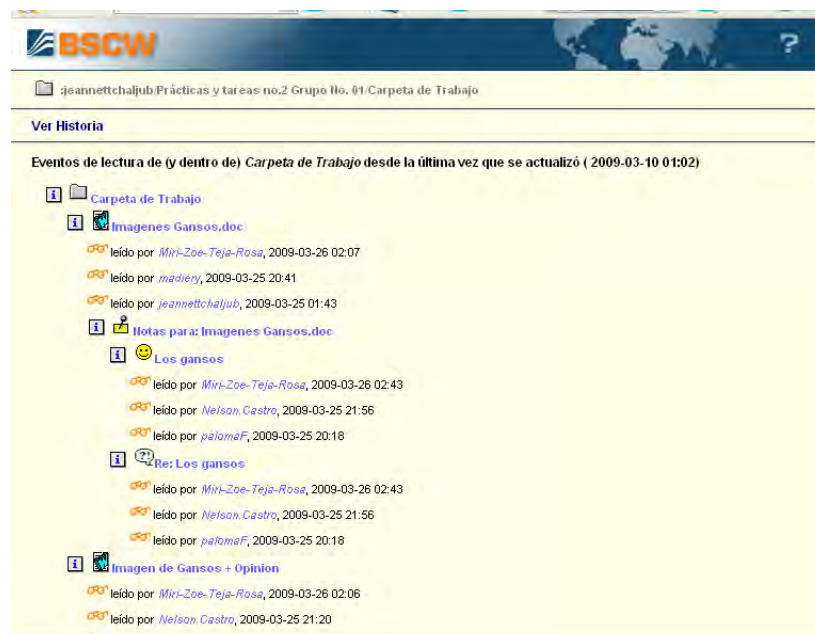 BSCW
?
:jeannettchaljub/Prácticas y tareas no.2 Grupo No. 01/Carpeta de Trabajo
Ver Historia
Eventos de lectura de (y dentro de) Carpeta de Trabajo desde la última vez que se actualizó ( 2009-03-10 01:02)
i Carpeta de Trabajo
i Imagenes Gansos.doc
leído por Miri-Zoe-Teja-Rosa, 2009-03-26 02:07
leído por madiery, 2009-03-25 20:41
leído por jeannettchaljub, 2009-03-25 01:43
i Notas para: Imagenes Gansos.doc
i Los gansos
leído por Miri-Zoe-Teja-Rosa, 2009-03-26 02:43
leído por Nelson.Castro, 2009-03-25 21:56
leído por palomaF, 2009-03-25 20:18
i ?! Re: Los gansos
leído por Miri-Zoe-Teja-Rosa, 2009-03-26 02:43
leído por Nelson.Castro, 2009-03-25 21:56
leído por palomaF, 2009-03-25 20:18
i Imagen de Gansos + Opinion
leído por Miri-Zoe-Teja-Rosa, 2009-03-26 02:06
leído por Nelson.Castro, 2009-03-25 21:20